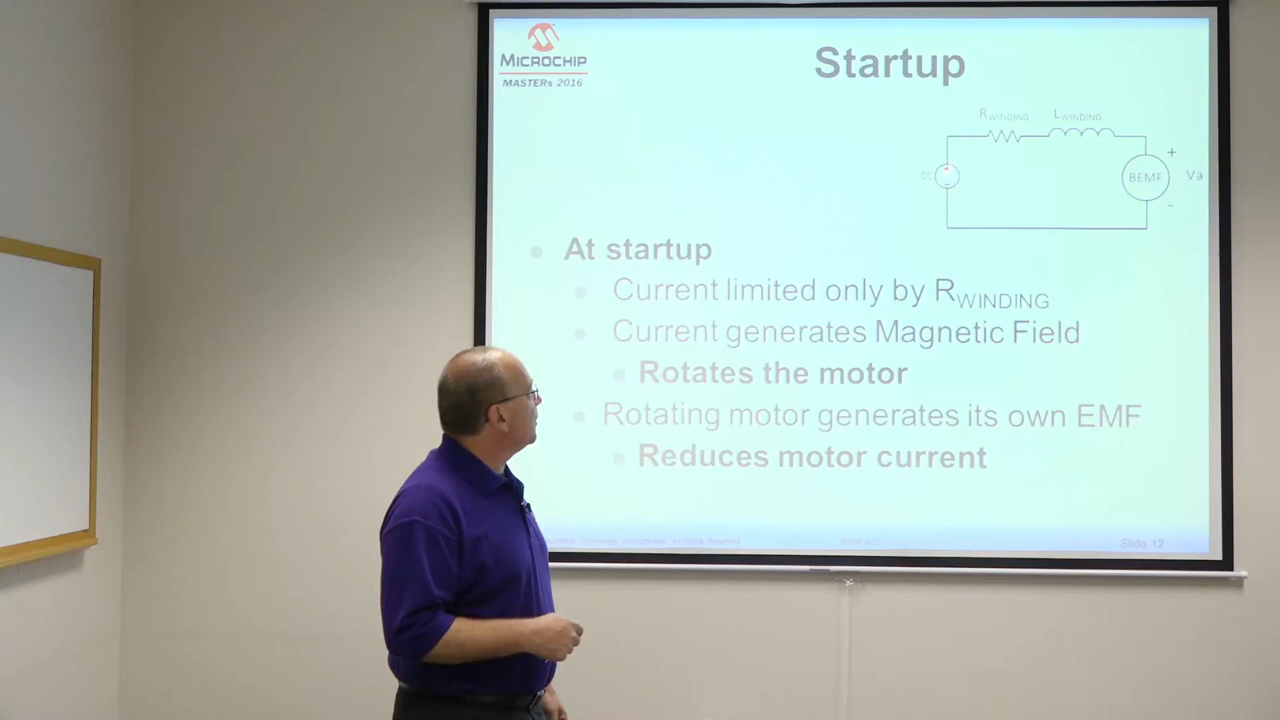 MICROCHIP
MASTERs 2016
Startup
RWINDING LWINDING
DC
BEMF
+
Va
-
At startup
Current limited only by RWINDING
Current generates Magnetic Field
Rotates the motor
Rotating motor generates its own EMF
Reduces motor current
Slide 12